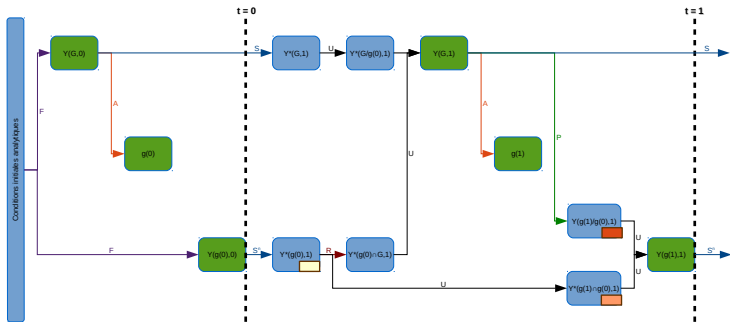 t = 0
t = 1
Conditions initiales analytiques
Y(G,0)
S
Y*(G,1)
U
Y*(G/g(0),1)
Y(G,1)
S
F
A
g(0)
U
A
g(1)
P
F
Y(g(0),0)
S°
Y*(g(0),1)
R
Y*(g(0)∩G,1)
U
Y(g(1)/g(0),1)
U
Y*(g(1)∩g(0),1)
U
Y(g(1),1)
S°